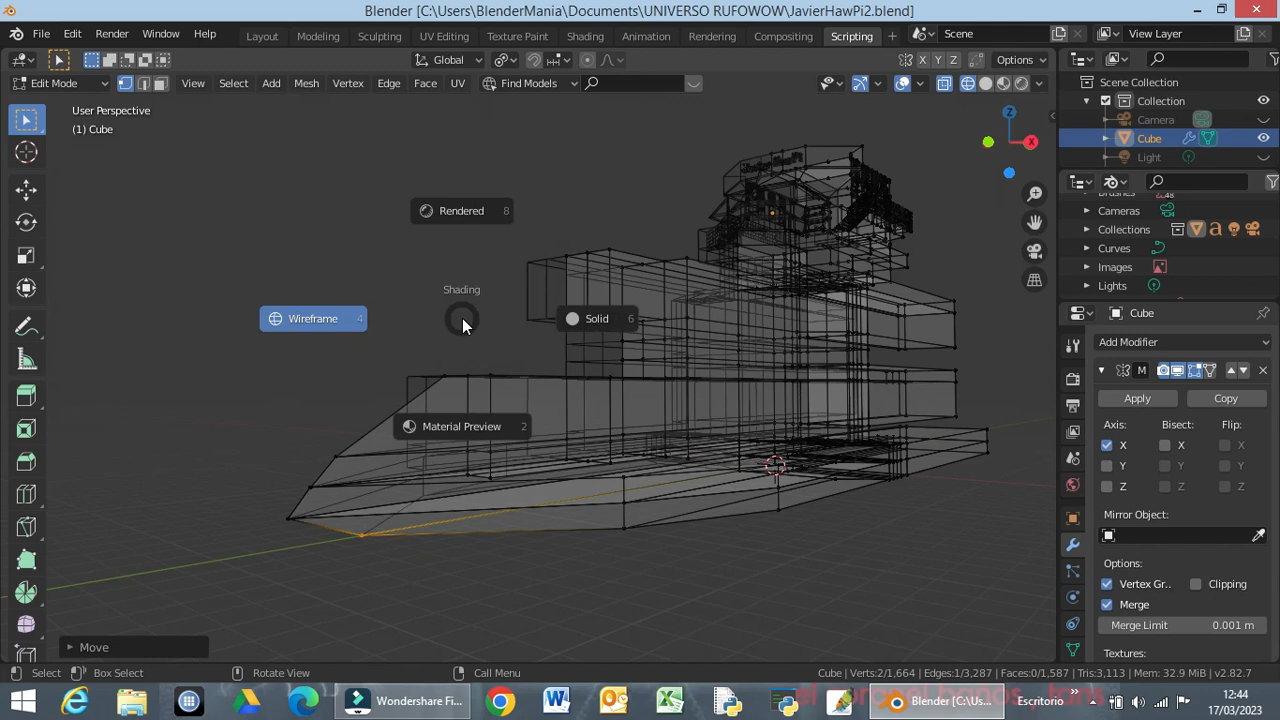 Blender [C:\Users\BlenderMania\Documents\UNIVERSO RUFOWOW\JavierHawPi2.blend]
File Edit Render Window Help Layout Modeling Sculpting UV Editing Texture Paint Shading Animation Rendering Compositing Scripting + Scene View Layer
Global X Y Z Options
Edit Mode View Select Add Mesh Vertex Edge Face UV Find Models
Scene Collection
Collection
Camera
Cube
Light
User Perspective
(1) Cube
Z
X
Cameras
Collections
Curves
Images
Lights
Rendered 8
Shading
Wireframe 4
Solid 6
Material Preview 2
Cube
Add Modifier
M
Apply Copy
Axis: Bisect: Flip:
X X X
Y Y Y
Z Z Z
Mirror Object:
Options:
Vertex Gr.. Clipping
Merge
Merge Limit 0.001 m
Textures:
Move
Select Box Select Rotate View Call Menu Cube | Verts:2/1,664 | Edges:1/3,287 | Faces:0/1,587 | Tris:3,113 | Mem: 32.9 MiB | v2.82.7
Wondershare Fi... Blender [C:\Us... Escritorio »
12:44
17/03/2023